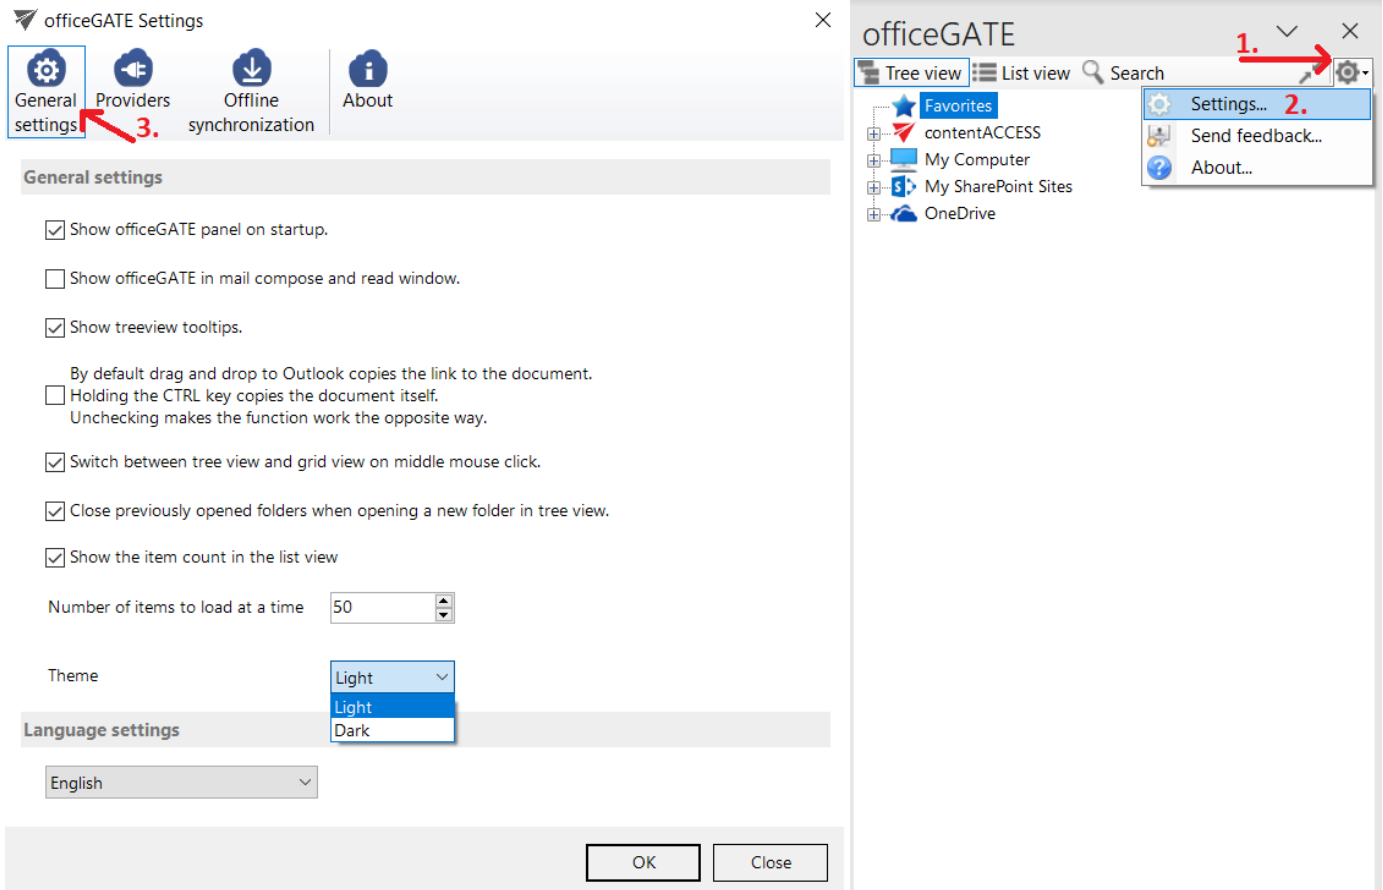 officeGATE Settings
General
settings
Providers
Offline
synchronization
About
3.
General settings
Show officeGATE panel on startup.
Show officeGATE in mail compose and read window.
Show treeview tooltips.
By default drag and drop to Outlook copies the link to the document.
Holding the CTRL key copies the document itself.
Unchecking makes the function work the opposite way.
Switch between tree view and grid view on middle mouse click.
Close previously opened folders when opening a new folder in tree view.
Show the item count in the list view
Number of items to load at a time 50
Theme Light
Light
Dark
Language settings
English
OK Close
officeGATE
1.
Tree view List view Search
Favorites
contentACCESS
My Computer
My SharePoint Sites
OneDrive
Settings... 2.
Send feedback...
About...